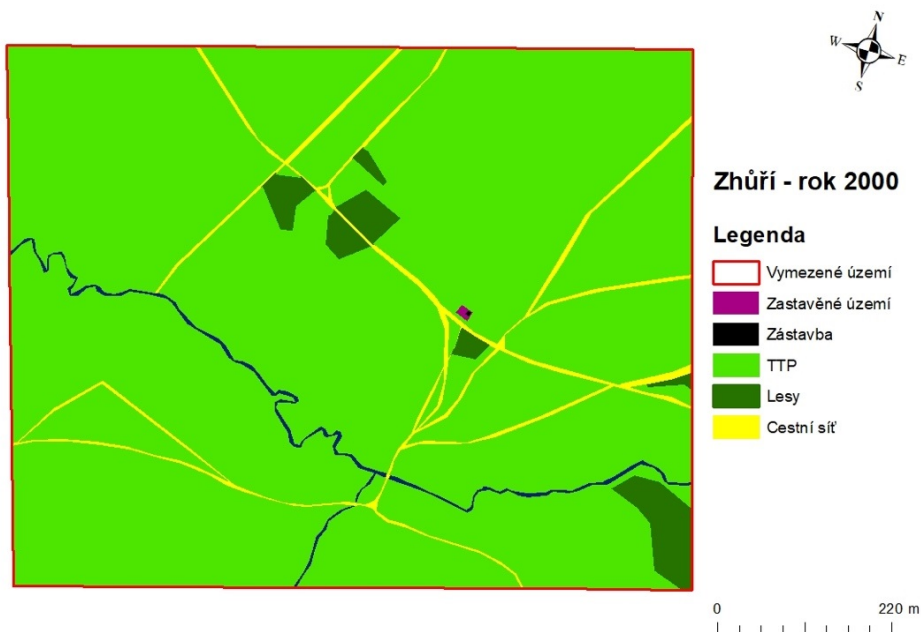 N
W
E
S
Zhůří - rok 2000
Legenda
Vymezené území
Zastavěné území
Zástavba
TTP
Lesy
Cestní síť
0 220 m